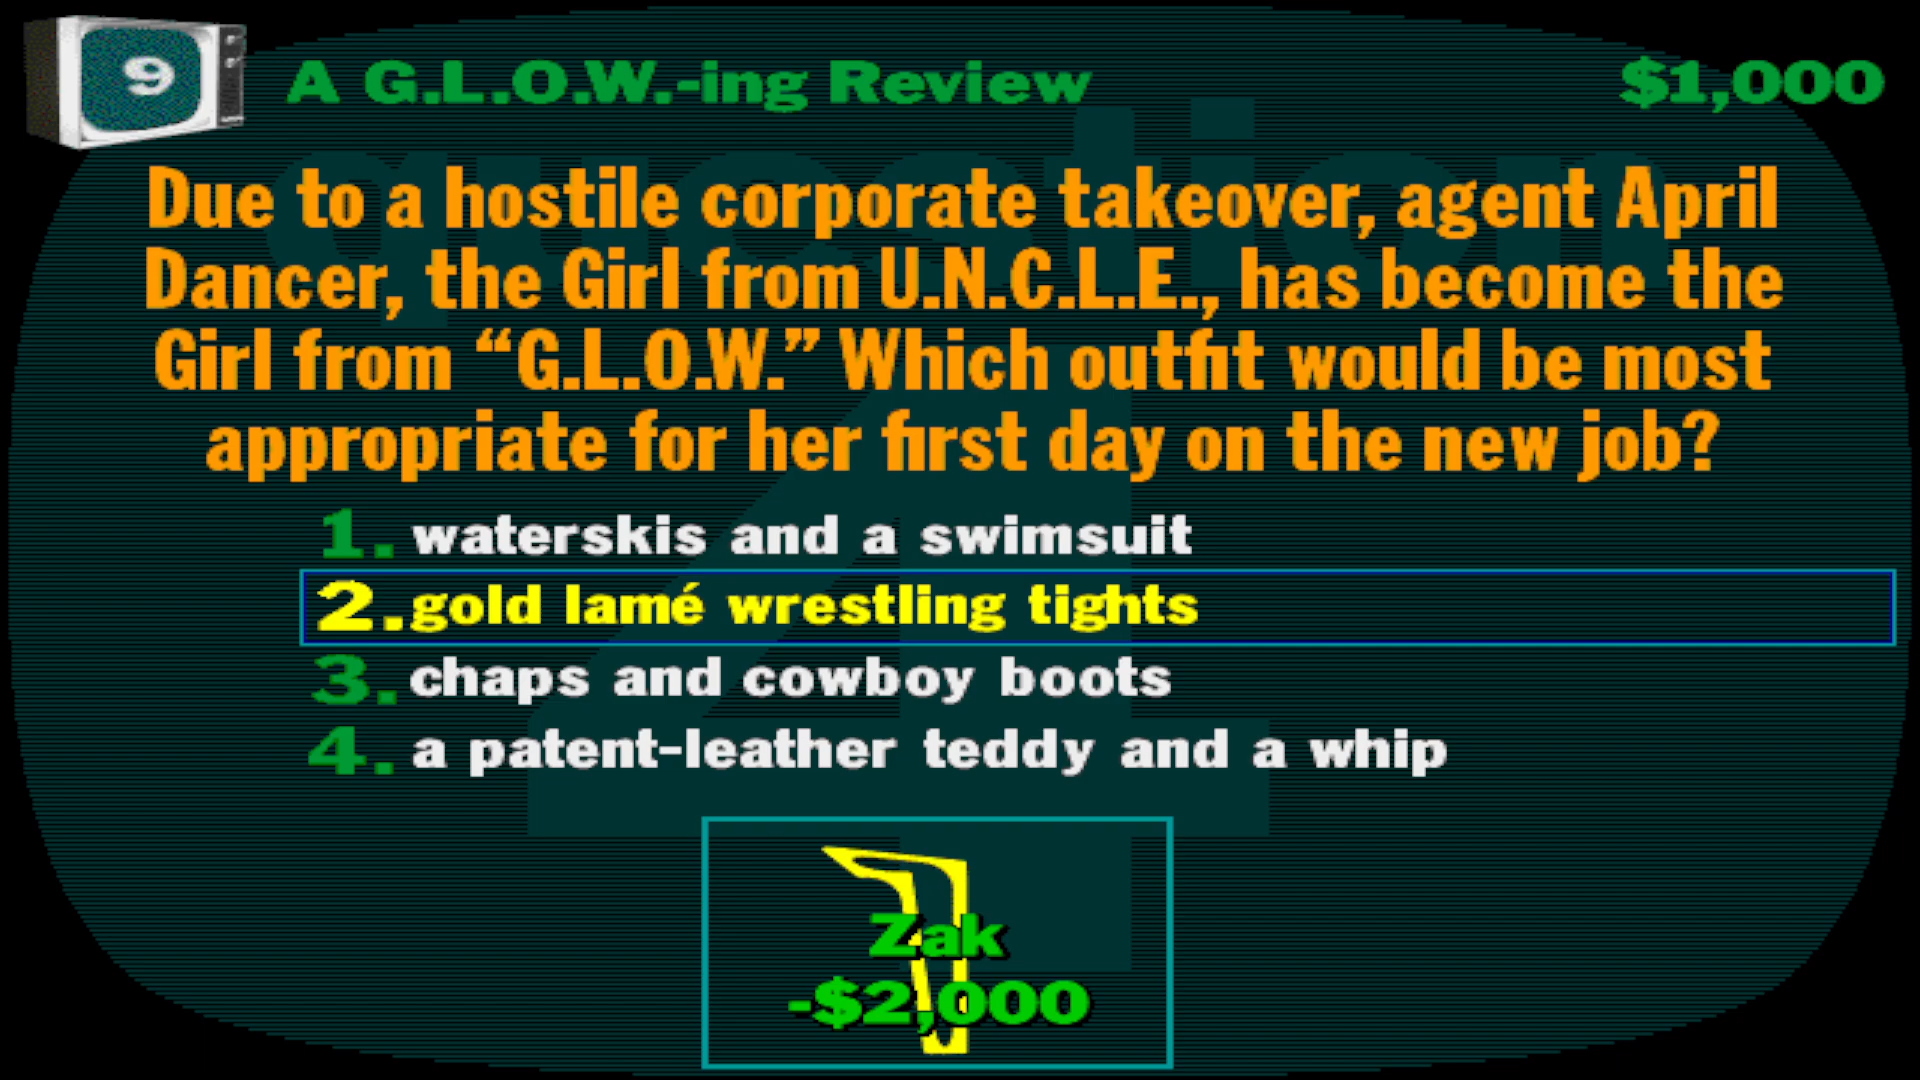 9
A G.L.O.W.-ing Review
$1,000
question
4
Due to a hostile corporate takeover, agent April
Dancer, the Girl from U.N.C.L.E., has become the
Girl from “G.L.O.W.” Which outfit would be most
appropriate for her first day on the new job?
1. waterskis and a swimsuit
2. gold lamé wrestling tights
3. chaps and cowboy boots
4. a patent-leather teddy and a whip
Zak
-$2,000